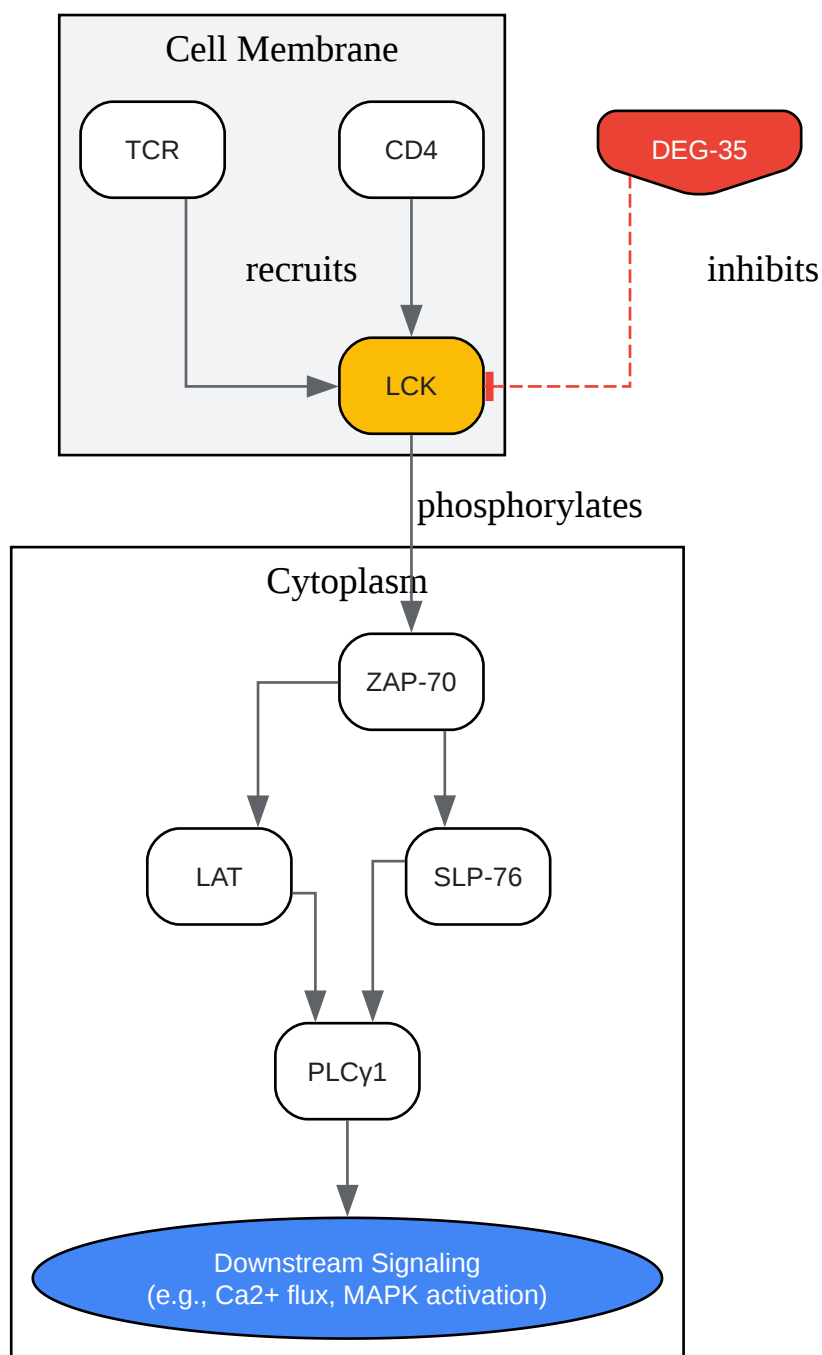 Cell Membrane
TCR
CD4
DEG-35
recruits
inhibits
LCK
phosphorylates
Cytoplasm
ZAP-70
LAT
SLP-76
PLCγ1
Downstream Signaling
(e.g., Ca2+ flux, MAPK activation)